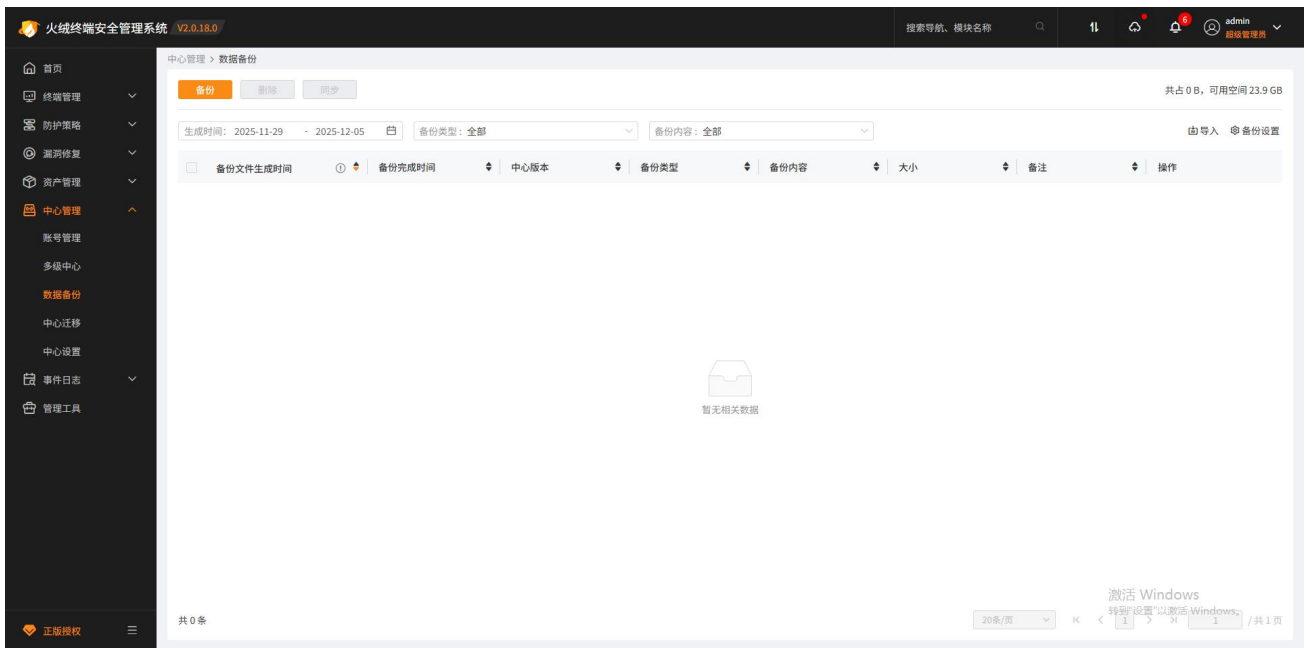 火绒终端安全管理系统 V2.0.18.0 搜索导航、模块名称 6 admin
超级管理员
首页
终端管理
防护策略
漏洞修复
资产管理
中心管理
账号管理
多级中心
数据备份
中心迁移
中心设置
事件日志
管理工具
正版授权
中心管理 > 数据备份
备份 删除 同步 共占 0 B，可用空间 23.9 GB
生成时间： 2025-11-29 - 2025-12-05 备份类型：全部 备份内容：全部 导入 备份设置
备份文件生成时间 备份完成时间 中心版本 备份类型 备份内容 大小 备注 操作
暂无相关数据
激活 Windows
转到"设置"以激活 Windows。
共 0 条 20条/页 1 1 / 共 1 页